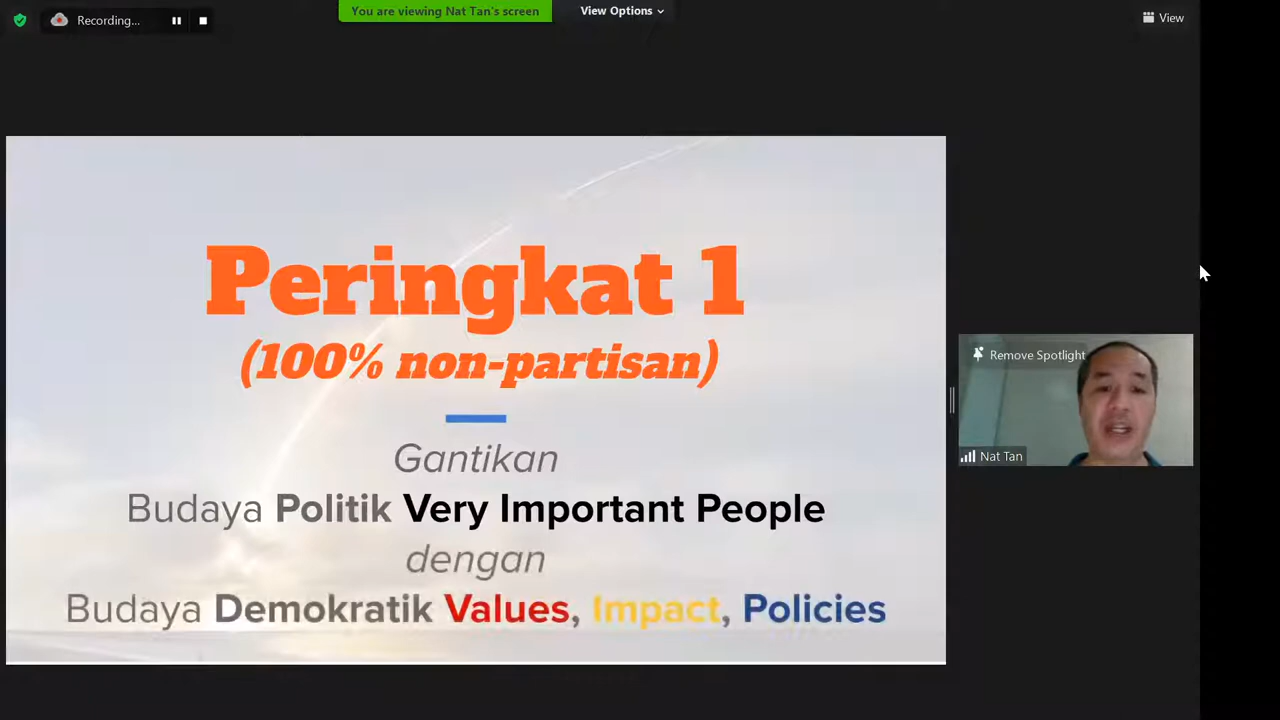 Recording...
You are viewing Nat Tan's screen
View Options
View
Peringkat 1
(100% non-partisan)
Gantikan
Budaya Politik Very Important People
dengan
Budaya Demokratik Values, Impact, Policies
Remove Spotlight
Nat Tan